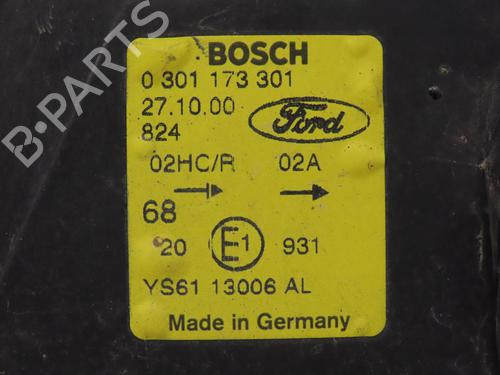 BOSCH
0 301 173 301
27.10.00
824
Ford
02HC/R 02A
68
20 E1 931
YS61 13006 AL
Made in Germany
B-PARTS